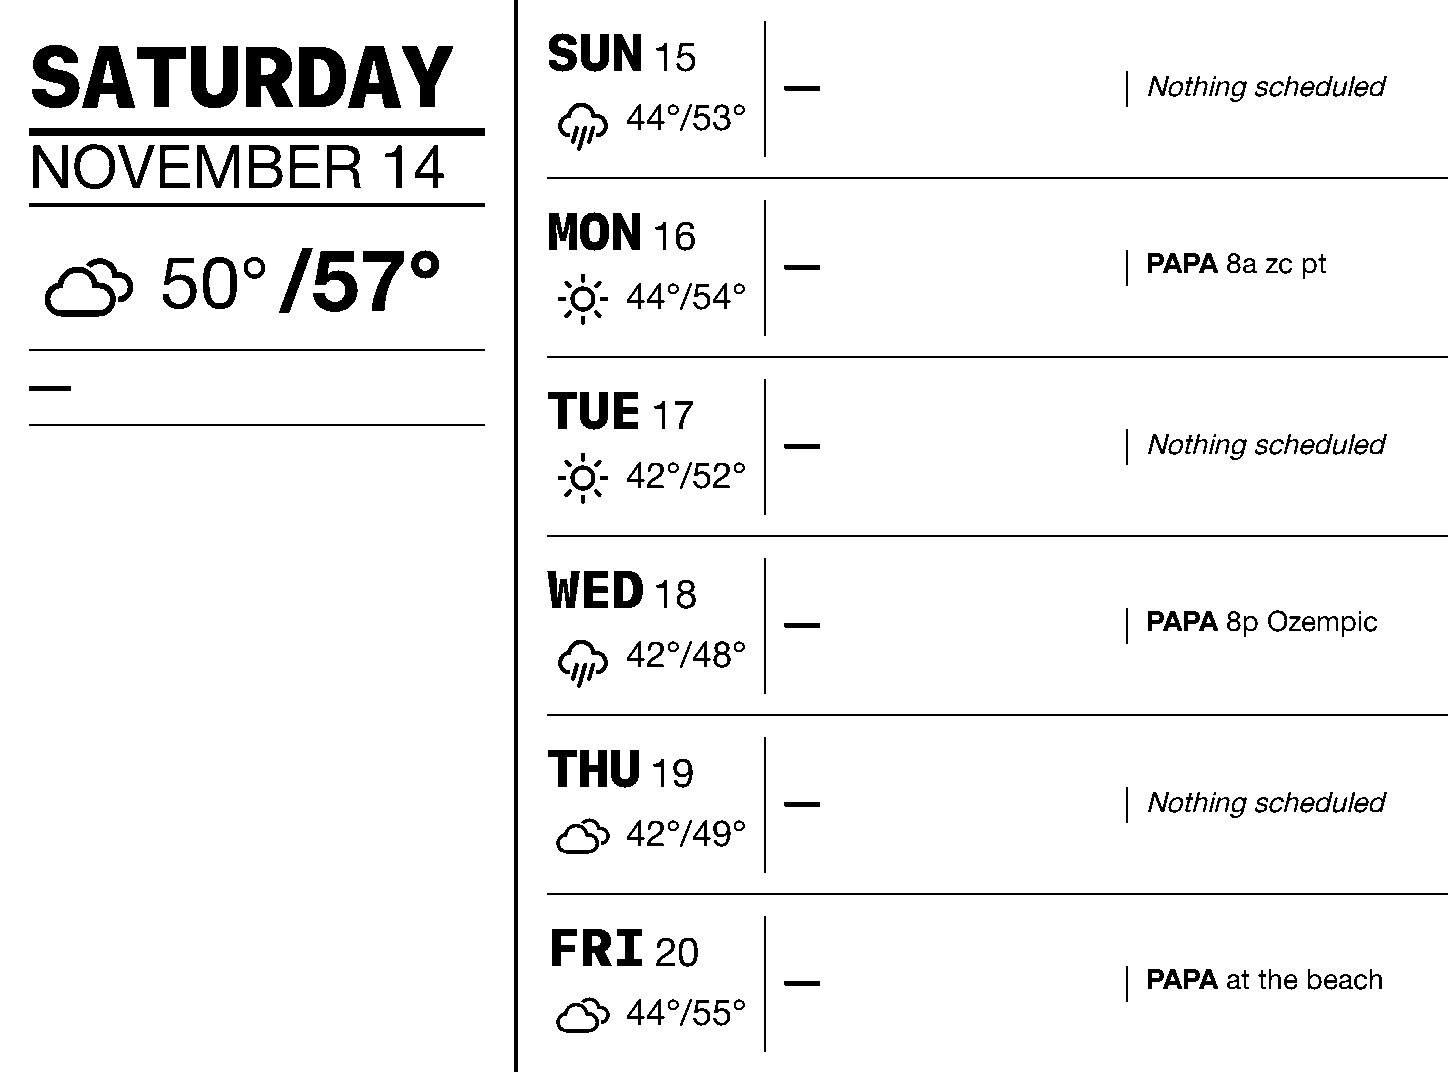 SATURDAY
NOVEMBER 14
50° /57°
—
SUN 15
44°/53°
—
Nothing scheduled
MON 16
44°/54°
—
PAPA 8a zc pt
TUE 17
42°/52°
—
Nothing scheduled
WED 18
42°/48°
—
PAPA 8p Ozempic
THU 19
42°/49°
—
Nothing scheduled
FRI 20
44°/55°
—
PAPA at the beach